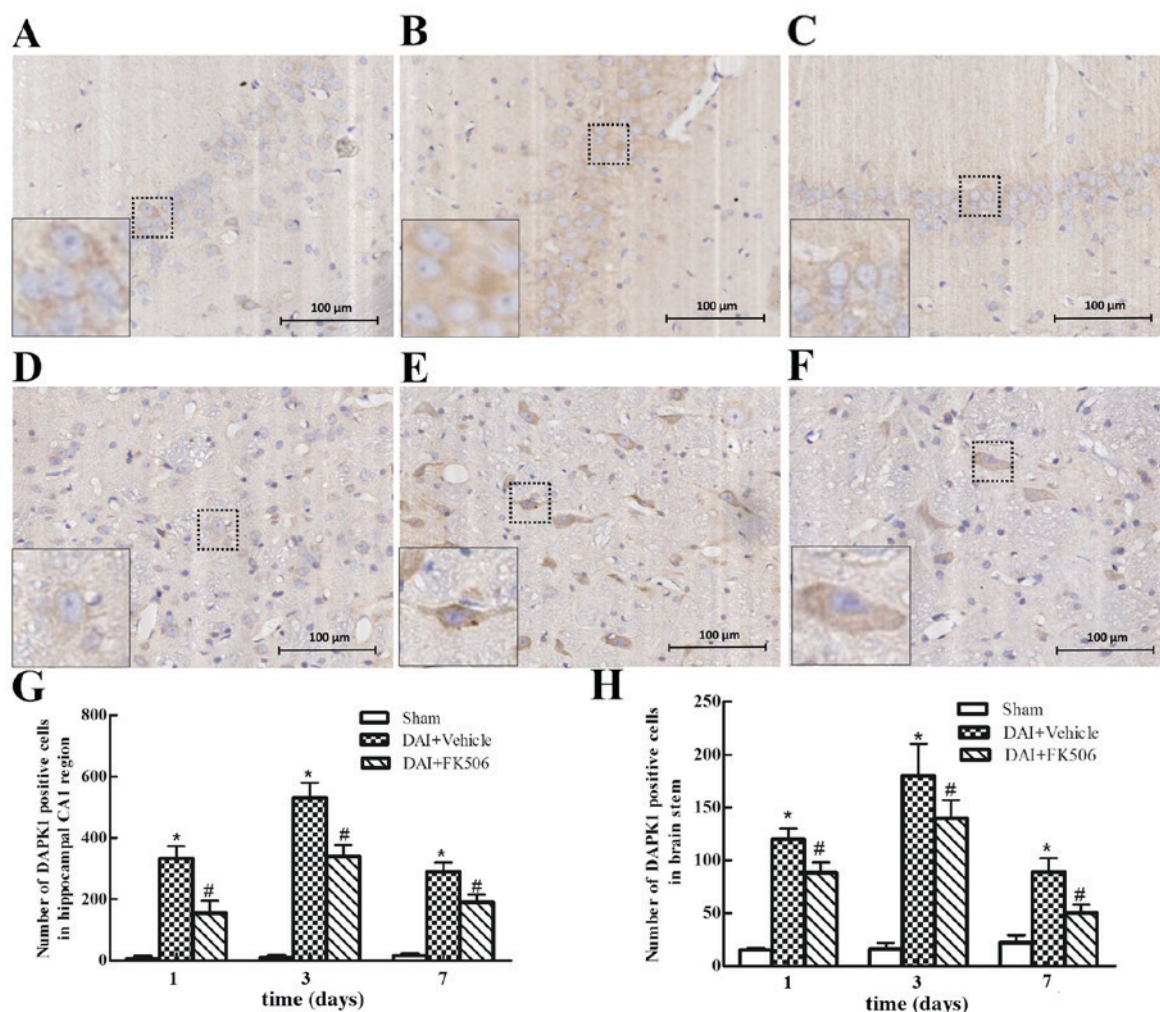 A
B
C
100 μm
100 μm
100 μm
D
E
F
100 μm
100 μm
100 μm
G
Number of DAPK1 positive cells
in hippocampal CA1 region
800
600
400
200
0
Sham
DAI+Vehicle
DAI+FK506
*
#
*
#
*
#
1
3
7
time (days)
H
Number of DAPK1 positive cells
in brain stem
250
200
150
100
50
0
Sham
DAI+Vehicle
DAI+FK506
*
#
*
#
*
#
1
3
7
time (days)